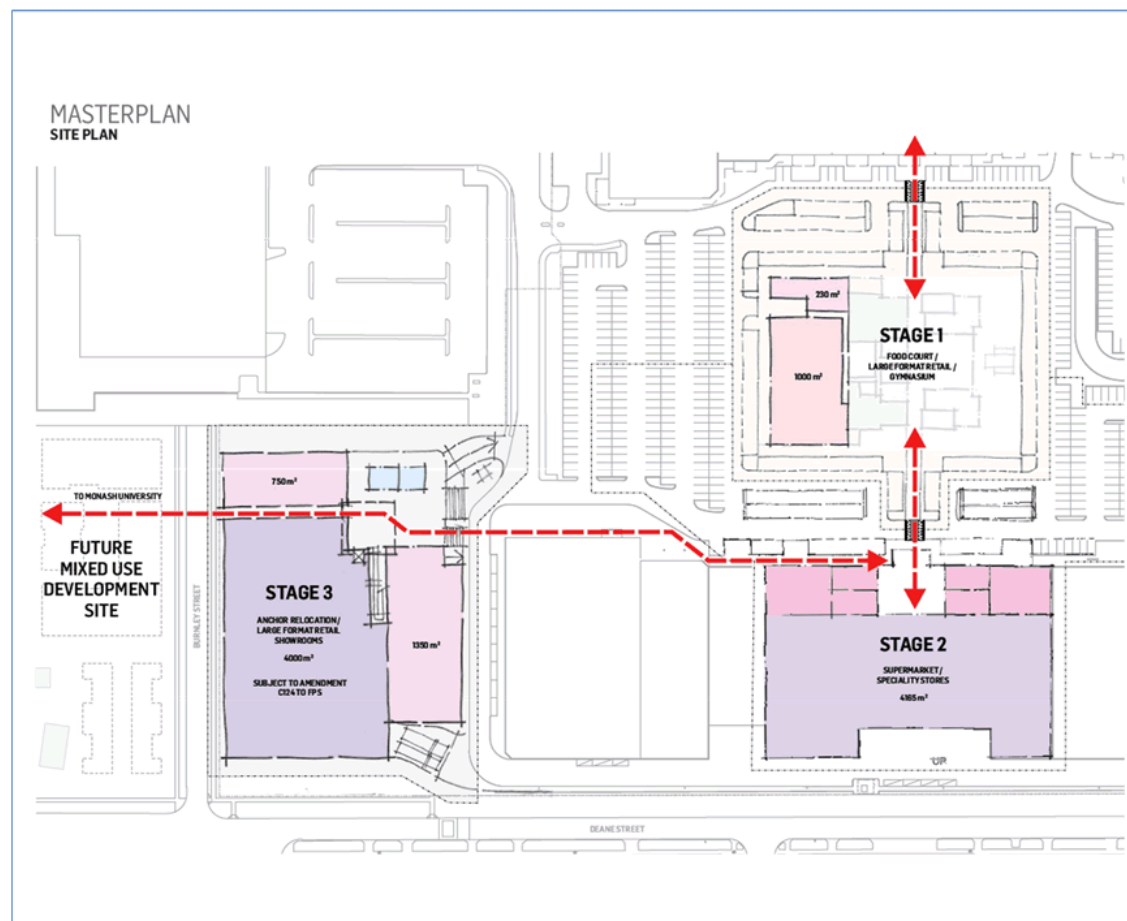 MASTERPLAN
SITE PLAN
230 m²
STAGE 1
FOOD COURT /
LARGE FORMAT RETAIL /
GYMNASIUM
1000 m²
750 m²
TO MONASH UNIVERSITY
FUTURE
MIXED USE
DEVELOPMENT
SITE
BURNLEY STREET
STAGE 3
ANCHOR RELOCATION /
LARGE FORMAT RETAIL
SHOWROOMS
4000 m²
SUBJECT TO AMENDMENT
C124 TO FPS
1350 m²
STAGE 2
SUPERMARKET /
SPECIALITY STORES
4165 m²
UP
DEANE STREET